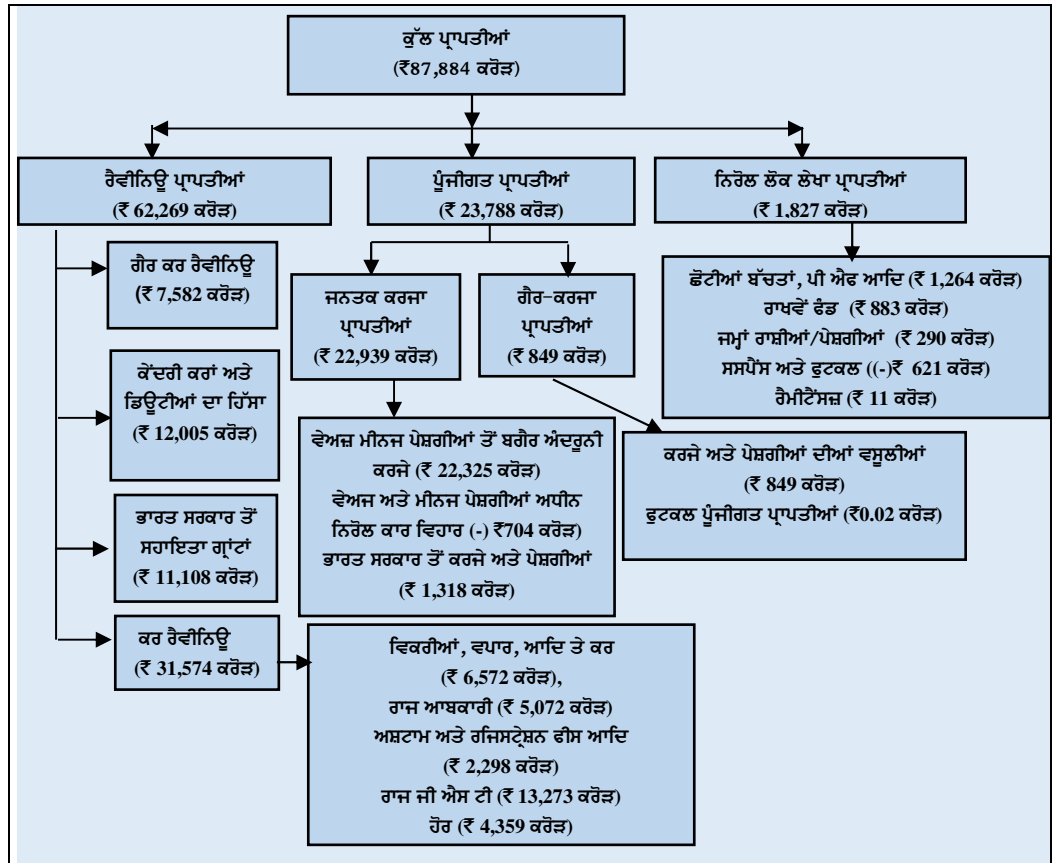 ਕੁੱਲ ਪ੍ਰਾਪਤੀਆਂ
(₹87,884 ਕਰੋੜ)
ਰੈਵੀਨਿਊ ਪ੍ਰਾਪਤੀਆਂ
(₹ 62,269 ਕਰੋੜ)
ਪੂੰਜੀਗਤ ਪ੍ਰਾਪਤੀਆਂ
(₹ 23,788 ਕਰੋੜ)
ਨਿਰੋਲ ਲੋਕ ਲੇਖਾ ਪ੍ਰਾਪਤੀਆਂ
(₹ 1,827 ਕਰੋੜ)
ਗੈਰ ਕਰ ਰੈਵੀਨਿਊ
(₹ 7,582 ਕਰੋੜ)
ਕੇਂਦਰੀ ਕਰਾਂ ਅਤੇ
ਡਿਊਟੀਆਂ ਦਾ ਹਿੱਸਾ
(₹ 12,005 ਕਰੋੜ)
ਭਾਰਤ ਸਰਕਾਰ ਤੋਂ
ਸਹਾਇਤਾ ਗ੍ਰਾਂਟਾਂ
(₹ 11,108 ਕਰੋੜ)
ਕਰ ਰੈਵੀਨਿਊ
(₹ 31,574 ਕਰੋੜ)
ਜਨਤਕ ਕਰਜਾ
ਪ੍ਰਾਪਤੀਆਂ
(₹ 22,939 ਕਰੋੜ)
ਗੈਰ-ਕਰਜਾ
ਪ੍ਰਾਪਤੀਆਂ
(₹ 849 ਕਰੋੜ)
ਛੋਟੀਆਂ ਬੱਚਤਾਂ, ਪੀ ਐਫ ਆਦਿ (₹ 1,264 ਕਰੋੜ)
ਰਾਖਵੇਂ ਫੰਡ (₹ 883 ਕਰੋੜ)
ਜਮ੍ਹਾਂ ਰਾਸ਼ੀਆਂ/ਪੇਸ਼ਗੀਆਂ (₹ 290 ਕਰੋੜ)
ਸਸਪੈਂਸ ਅਤੇ ਫੁਟਕਲ ((-)₹ 621 ਕਰੋੜ)
ਰੈਮੀਟੈਂਸਜ਼ (₹ 11 ਕਰੋੜ)
ਵੇਅਜ਼ ਮੀਨਜ ਪੇਸ਼ਗੀਆਂ ਤੋਂ ਬਗੈਰ ਅੰਦਰੂਨੀ
ਕਰਜੇ (₹ 22,325 ਕਰੋੜ)
ਵੇਅਜ ਅਤੇ ਮੀਨਜ ਪੇਸ਼ਗੀਆਂ ਅਧੀਨ
ਨਿਰੋਲ ਕਾਰ ਵਿਹਾਰ (-) ₹704 ਕਰੋੜ)
ਭਾਰਤ ਸਰਕਾਰ ਤੋਂ ਕਰਜੇ ਅਤੇ ਪੇਸ਼ਗੀਆਂ
(₹ 1,318 ਕਰੋੜ)
ਕਰਜੇ ਅਤੇ ਪੇਸ਼ਗੀਆਂ ਦੀਆਂ ਵਸੂਲੀਆਂ
(₹ 849 ਕਰੋੜ)
ਫੁਟਕਲ ਪੂੰਜੀਗਤ ਪ੍ਰਾਪਤੀਆਂ (₹0.02 ਕਰੋੜ)
ਵਿਕਰੀਆਂ, ਵਪਾਰ, ਆਦਿ ਤੇ ਕਰ
(₹ 6,572 ਕਰੋੜ),
ਰਾਜ ਆਬਕਾਰੀ (₹ 5,072 ਕਰੋੜ)
ਅਸ਼ਟਾਮ ਅਤੇ ਰਜਿਸਟ੍ਰੇਸ਼ਨ ਫੀਸ ਆਦਿ
(₹ 2,298 ਕਰੋੜ)
ਰਾਜ ਜੀ ਐਸ ਟੀ (₹ 13,273 ਕਰੋੜ)
ਹੋਰ (₹ 4,359 ਕਰੋੜ)